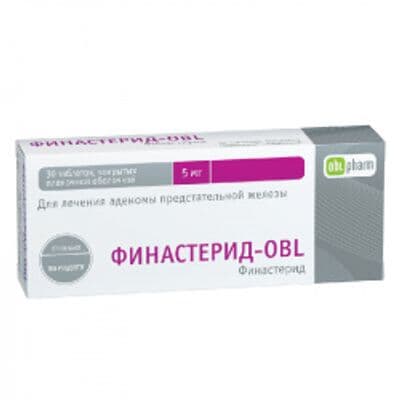 ФИНАСТЕРИД-OBL
30 таблеток, покрытых
пленочной оболочкой
5 мг
obl pharm
Для лечения аденомы предстательной железы
ФИНАСТЕРИД-OBL
Финастерид